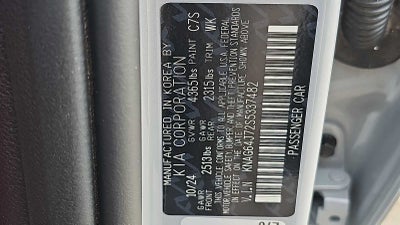 MANUFACTURED IN KOREA BY
KIA CORPORATION
10/24 GVWR 4365lbs PAINT C7S
GAWR FRONT 2513lbs GAWR REAR 2315lbs TRIM WK
THIS VEHICLE CONFORMS TO ALL APPLICABLE U.S.A. FEDERAL
MOTOR VEHICLE SAFETY, BUMPER, AND THEFT PREVENTION STANDARDS
IN EFFECT ON THE DATE OF MANUFACTURE SHOWN ABOVE
V.I.N KNAG64J77S5337482
PASSENGER CAR